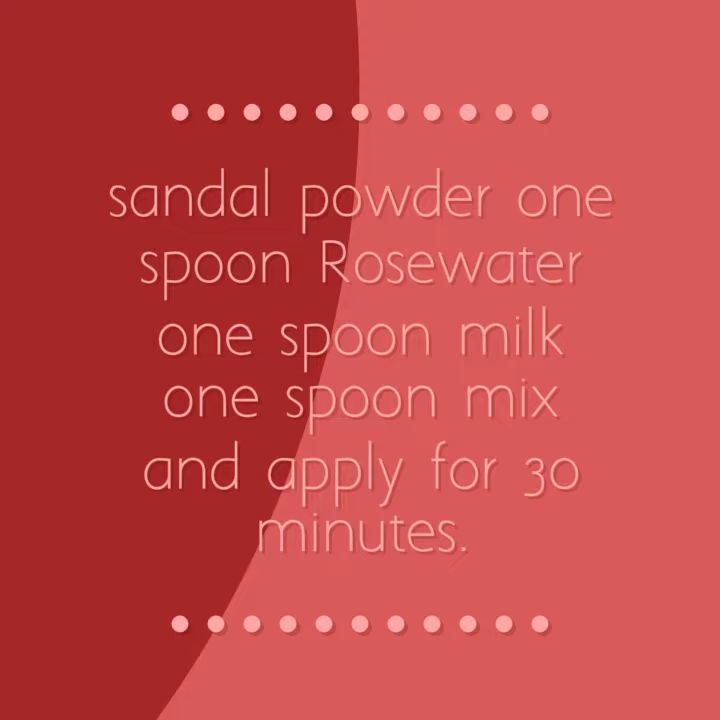 sandal powder one
spoon Rosewater
one spoon milk
one spoon mix
and apply for 30
minutes.